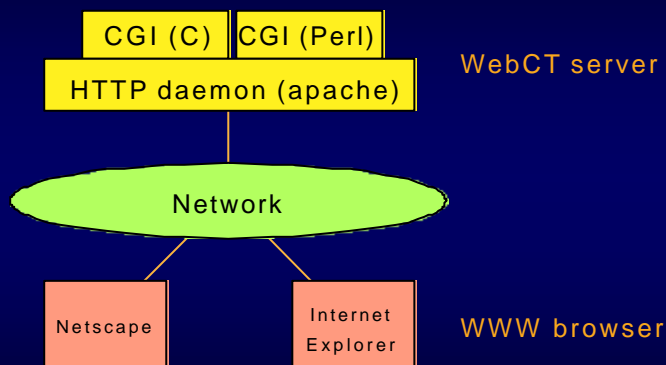 CGI (C)
CGI (Perl)
HTTP daemon (apache)
WebCT server
Network
Netscape
Internet
Explorer
WWW browser